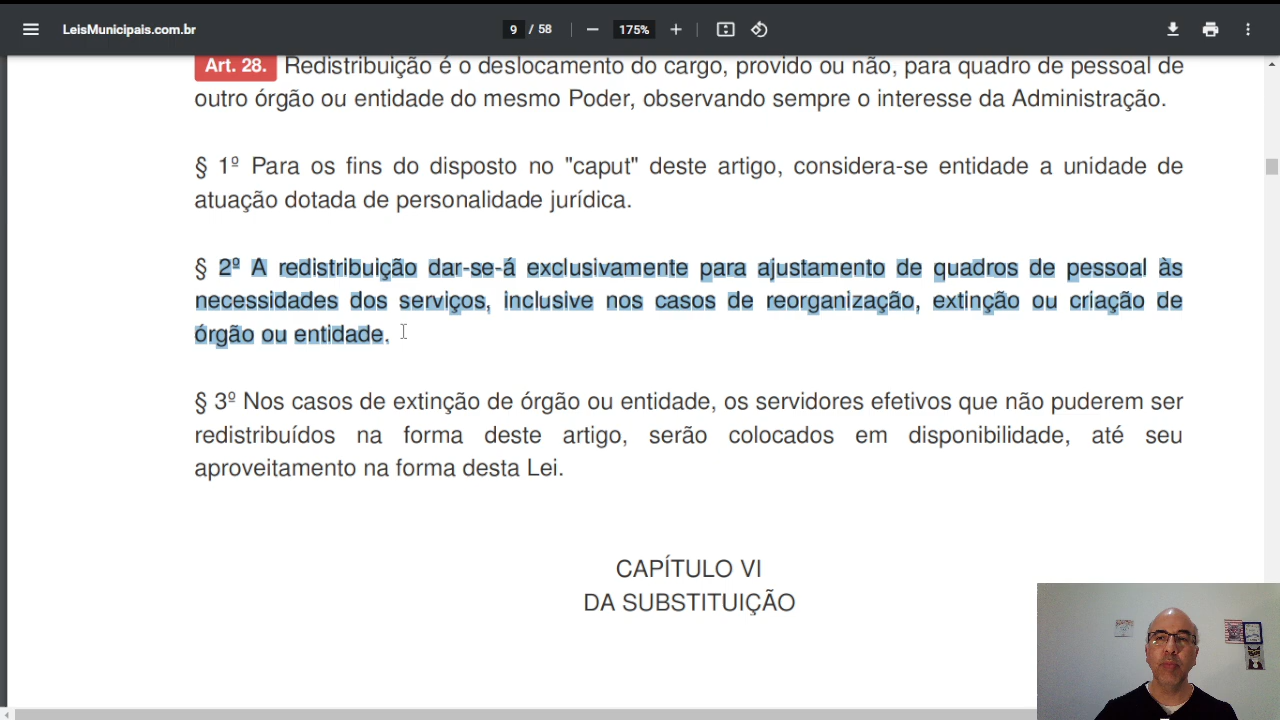 LeisMunicipais.com.br
9 / 58
175%
Art. 28. Redistribuição é o deslocamento do cargo, provido ou não, para quadro de pessoal de
outro órgão ou entidade do mesmo Poder, observando sempre o interesse da Administração.
§ 1º Para os fins do disposto no "caput" deste artigo, considera-se entidade a unidade de
atuação dotada de personalidade jurídica.
§ 2º A redistribuição dar-se-á exclusivamente para ajustamento de quadros de pessoal às
necessidades dos serviços, inclusive nos casos de reorganização, extinção ou criação de
órgão ou entidade.
§ 3º Nos casos de extinção de órgão ou entidade, os servidores efetivos que não puderem ser
redistribuídos na forma deste artigo, serão colocados em disponibilidade, até seu
aproveitamento na forma desta Lei.
CAPÍTULO VI
DA SUBSTITUIÇÃO